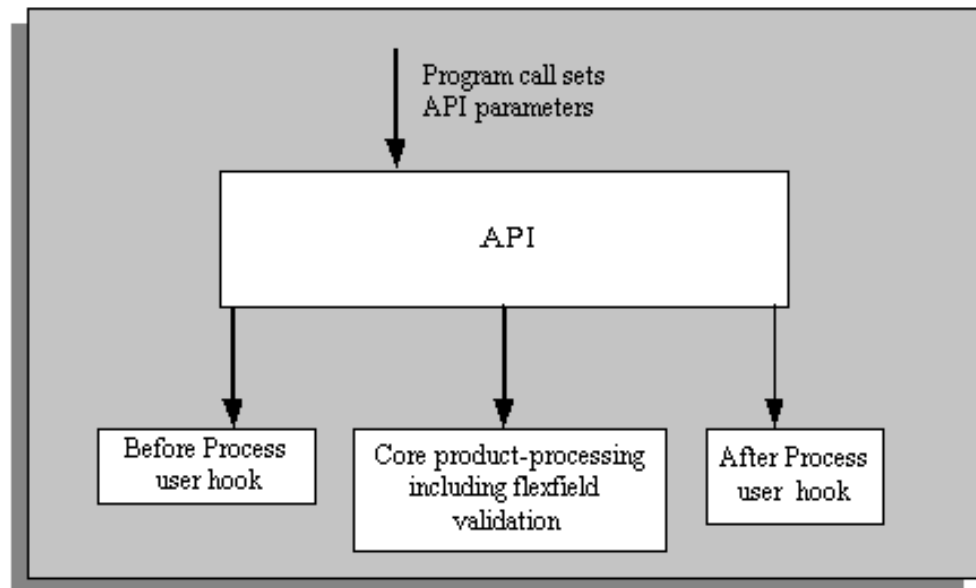 Program call sets
API parameters
API
Before Process
user hook
Core product-processing
including flexfield
validation
After Process
user hook